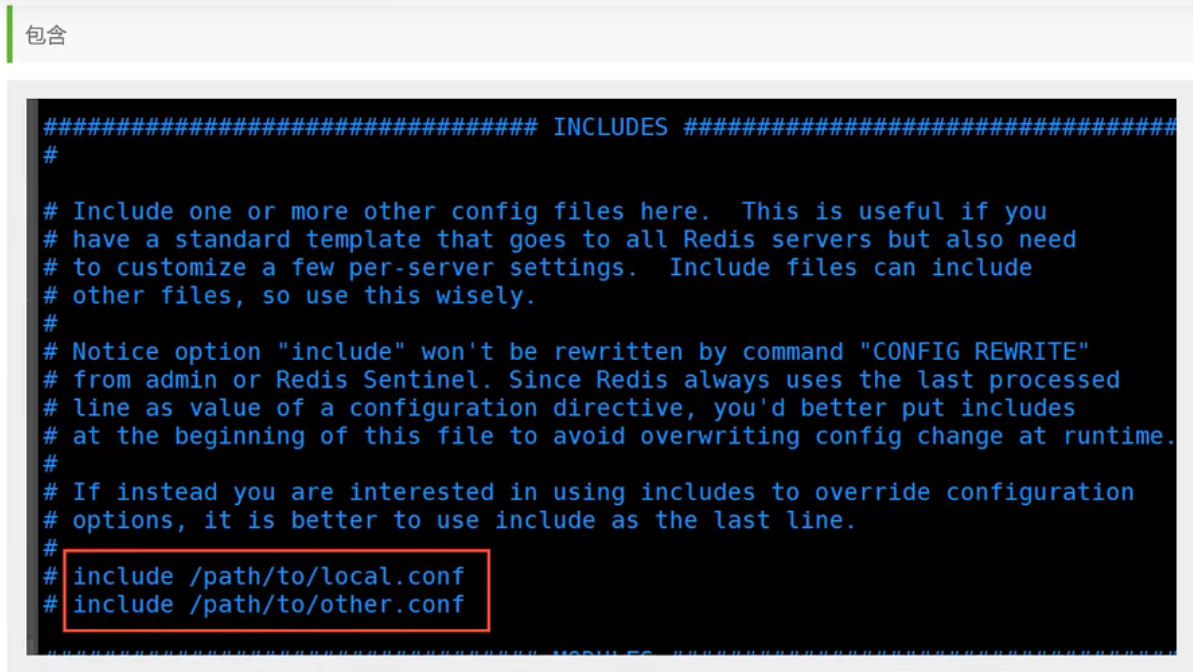 包含
################################## INCLUDES ##################################
#
# Include one or more other config files here.  This is useful if you
# have a standard template that goes to all Redis servers but also need
# to customize a few per-server settings.  Include files can include
# other files, so use this wisely.
#
# Notice option "include" won't be rewritten by command "CONFIG REWRITE"
# from admin or Redis Sentinel. Since Redis always uses the last processed
# line as value of a configuration directive, you'd better put includes
# at the beginning of this file to avoid overwriting config change at runtime.
#
# If instead you are interested in using includes to override configuration
# options, it is better to use include as the last line.
#
# include /path/to/local.conf
# include /path/to/other.conf
################################## MODULES ###################################